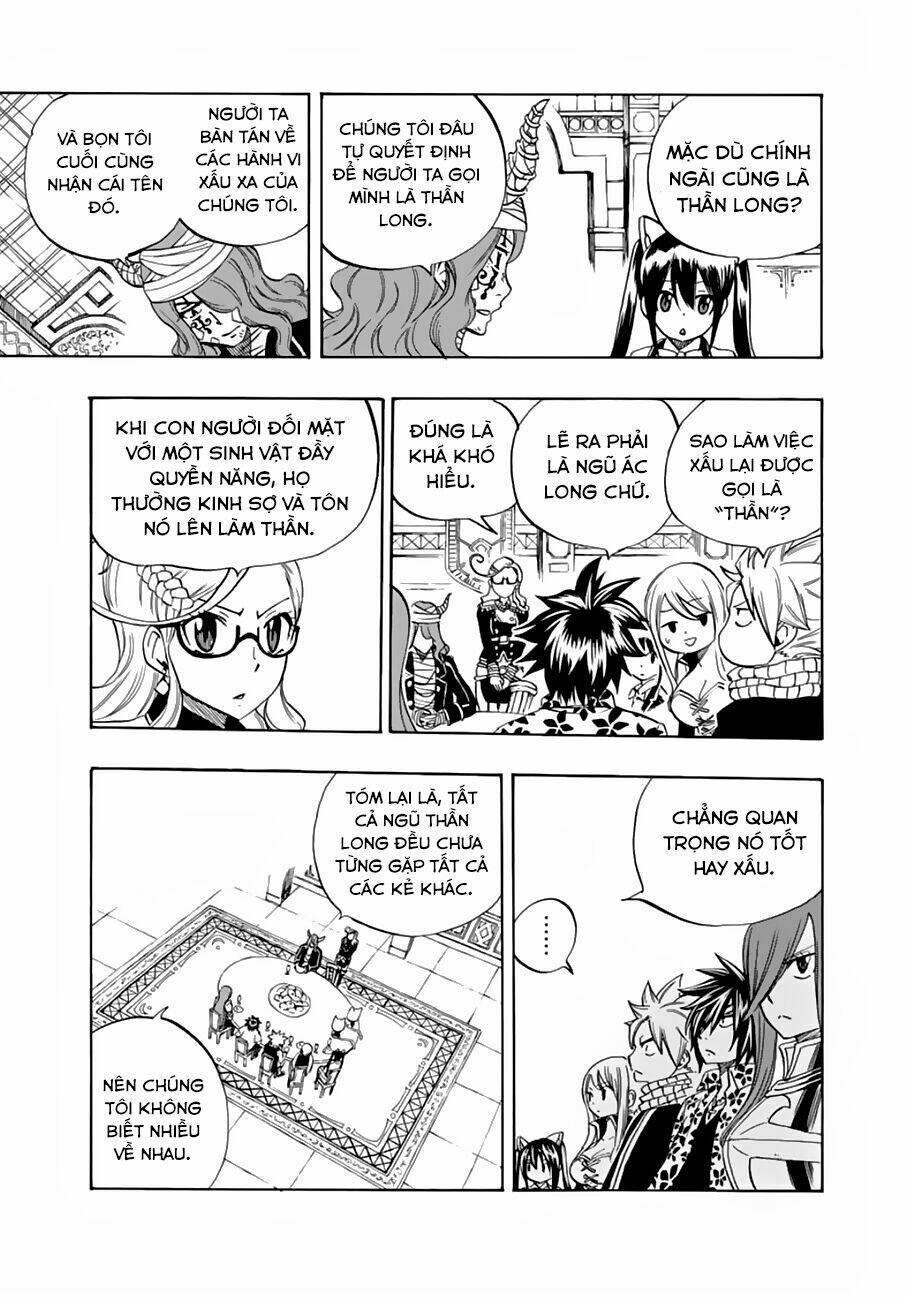 MẶC DÙ CHÍNH
NGÀI CŨNG LÀ
THẦN LONG?
CHÚNG TÔI ĐÂU
TỰ QUYẾT ĐỊNH
ĐỂ NGƯỜI TA GỌI
MÌNH LÀ THẦN
LONG.
NGƯỜI TA
BÀN TÁN VỀ
CÁC HÀNH VI
XẤU XA CỦA
CHÚNG TÔI.
VÀ BỌN TÔI
CUỐI CÙNG
NHẬN CÁI TÊN
ĐÓ.
SAO LÀM VIỆC
XẤU LẠI ĐƯỢC
GỌI LÀ
"THẦN"?
LẼ RA PHẢI
LÀ NGŨ ÁC
LONG CHỨ.
ĐÚNG LÀ
KHÁ KHÓ
HIỂU.
KHI CON NGƯỜI ĐỐI MẶT
VỚI MỘT SINH VẬT ĐẦY
QUYỀN NĂNG, HỌ
THƯỜNG KINH SỢ VÀ TÔN
NÓ LÊN LÀM THẦN.
CHẲNG QUAN
TRỌNG NÓ TỐT
HAY XẤU.
......
TÓM LẠI LÀ, TẤT
CẢ NGŨ THẦN
LONG ĐỀU CHƯA
TỪNG GẶP TẤT CẢ
CÁC KẺ KHÁC.
NÊN CHÚNG
TÔI KHÔNG
BIẾT NHIỀU
VỀ NHAU.